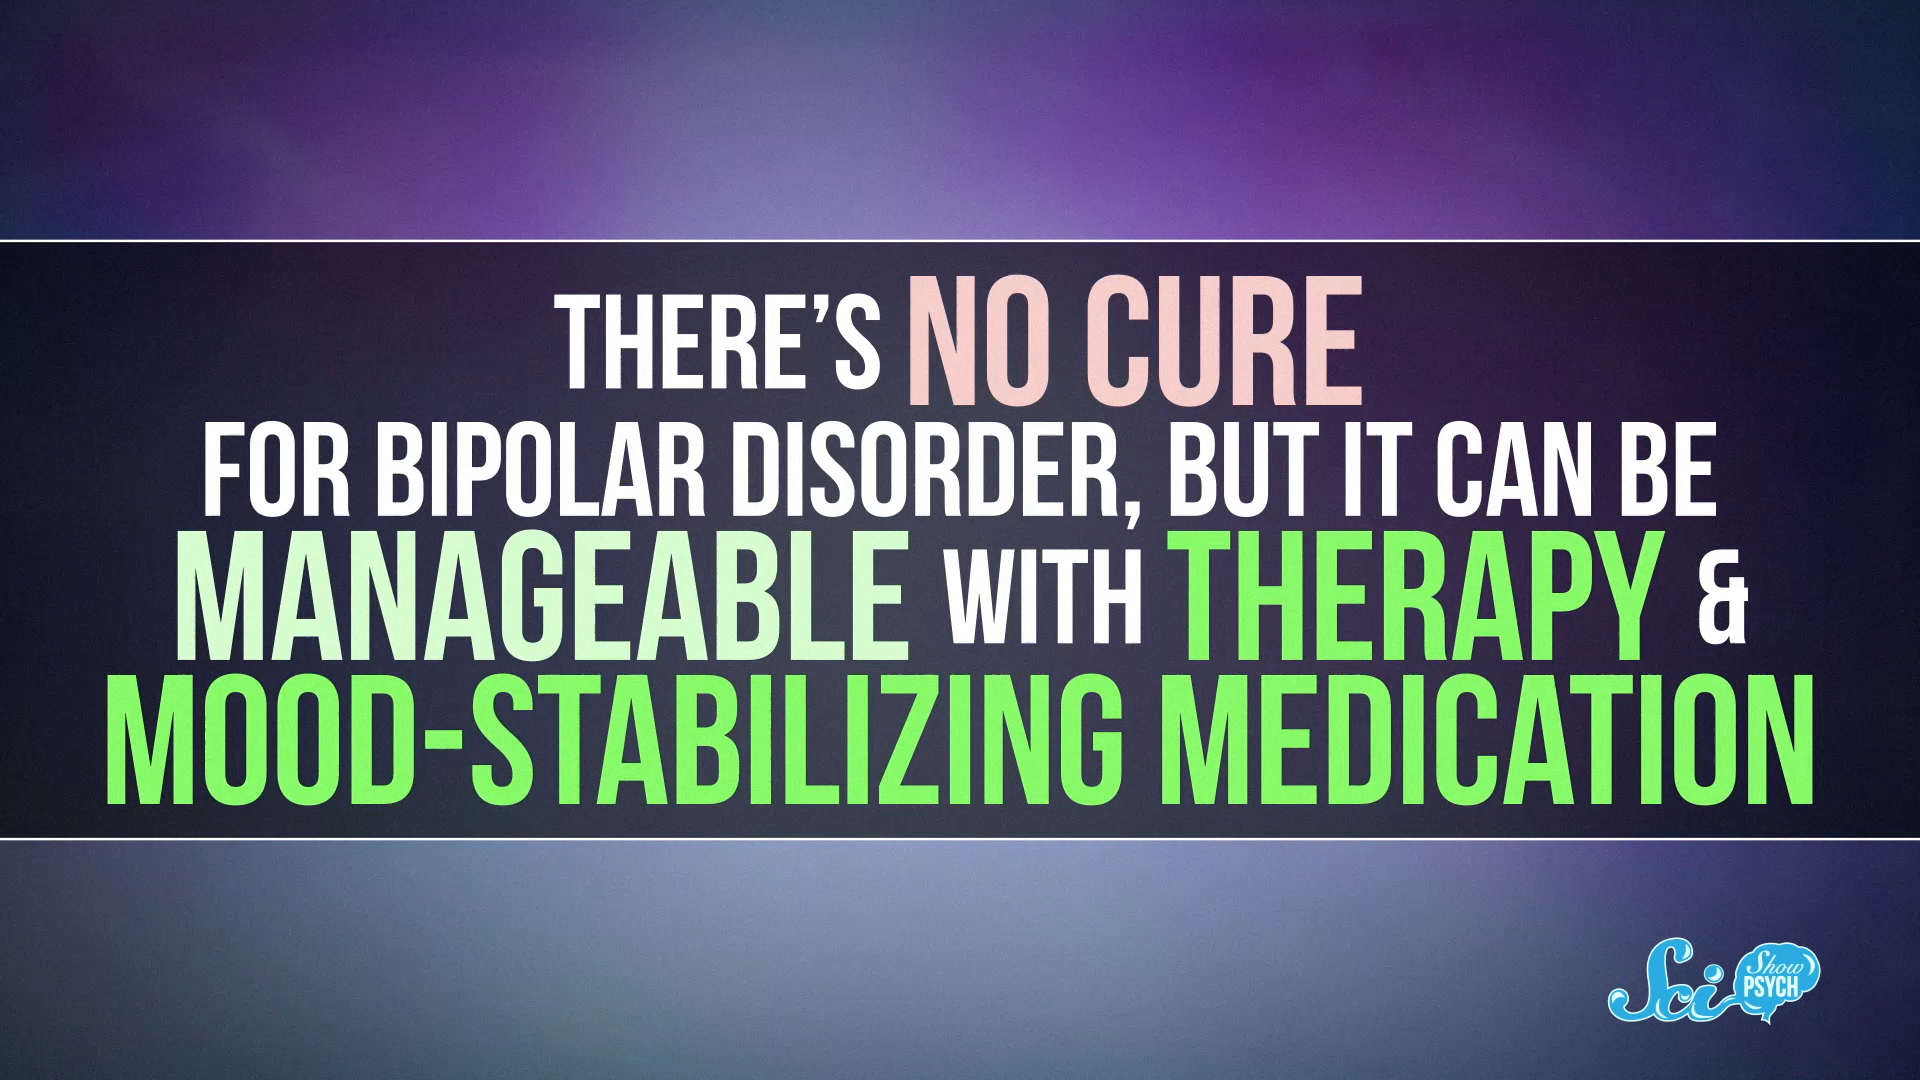 THERE'S NO CURE
FOR BIPOLAR DISORDER, BUT IT CAN BE
MANAGEABLE WITH THERAPY &
MOOD-STABILIZING MEDICATION
Sci Show
PSYCH